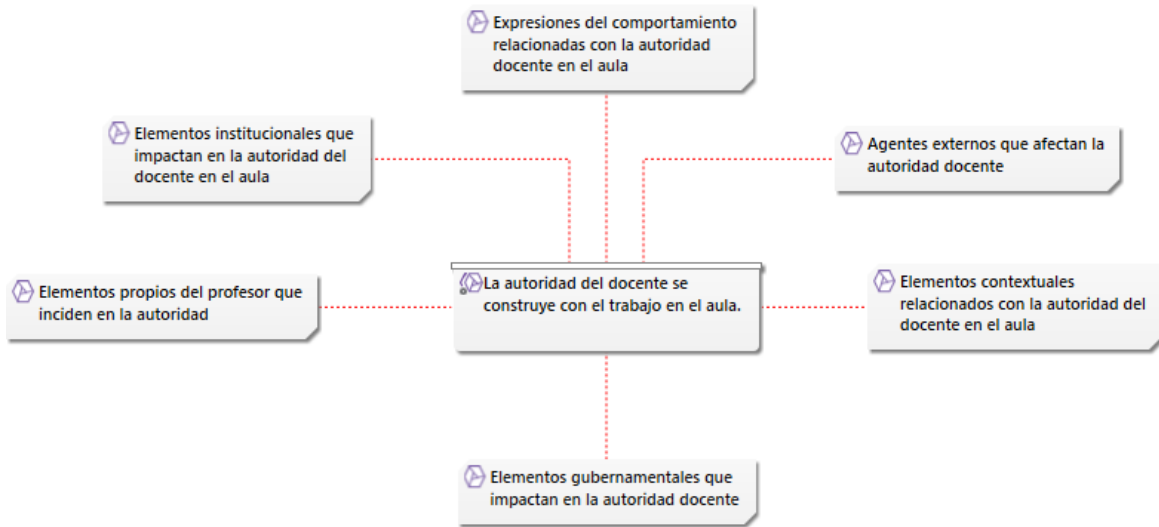 Expresiones del comportamiento
relacionadas con la autoridad
docente en el aula
Elementos institucionales que
impactan en la autoridad del
docente en el aula
Agentes externos que afectan la
autoridad docente
Elementos propios del profesor que
inciden en la autoridad
La autoridad del docente se
construye con el trabajo en el aula.
Elementos contextuales
relacionados con la autoridad del
docente en el aula
Elementos gubernamentales que
impactan en la autoridad docente